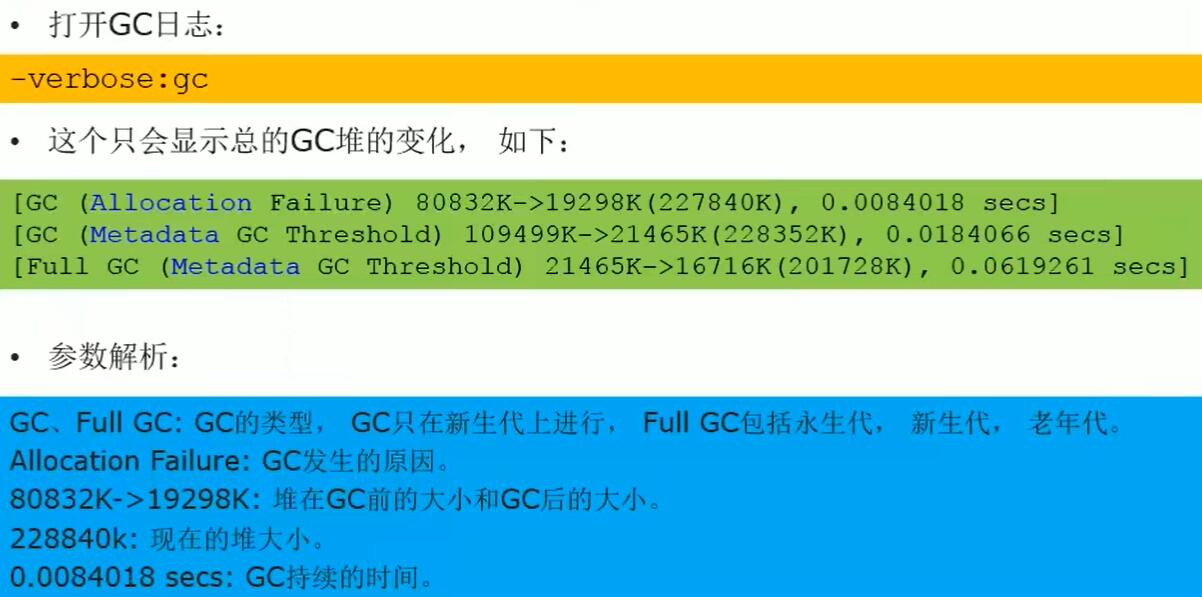 • 打开GC日志：
-verbose:gc
• 这个只会显示总的GC堆的变化， 如下：
[GC (Allocation Failure) 80832K->19298K(227840K), 0.0084018 secs]
[GC (Metadata GC Threshold) 109499K->21465K(228352K), 0.0184066 secs]
[Full GC (Metadata GC Threshold) 21465K->16716K(201728K), 0.0619261 secs]
• 参数解析：
GC、Full GC: GC的类型， GC只在新生代上进行， Full GC包括永生代， 新生代， 老年代。
Allocation Failure: GC发生的原因。
80832K->19298K: 堆在GC前的大小和GC后的大小。
228840k: 现在的堆大小。
0.0084018 secs: GC持续的时间。